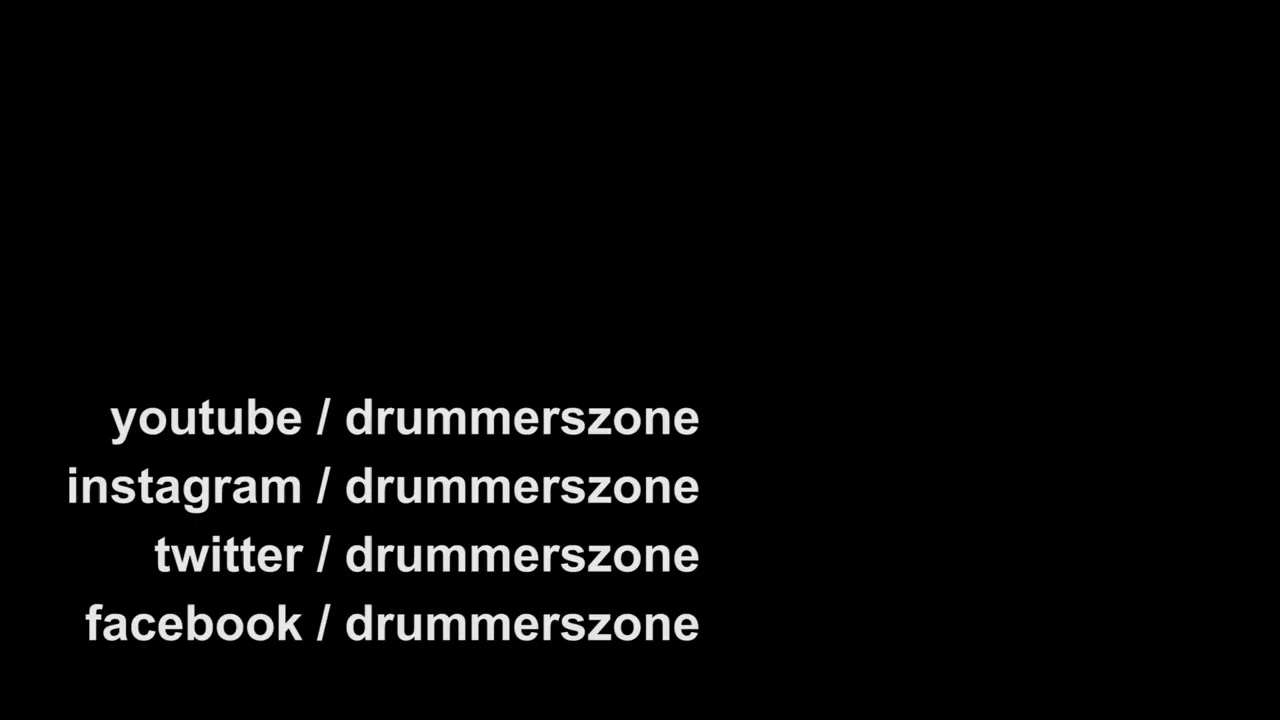 youtube / drummerszone
instagram / drummerszone
twitter / drummerszone
facebook / drummerszone